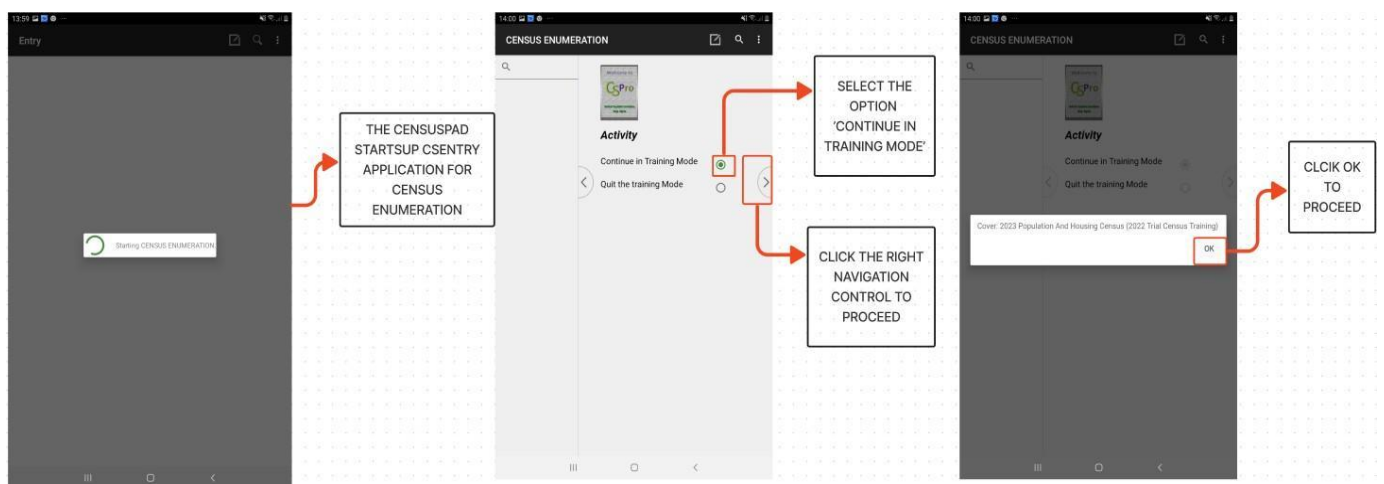 13:59
Entry
Starting CENSUS ENUMERATION
THE CENSUSPAD
STARTSUP CSENTRY
APPLICATION FOR
CENSUS
ENUMERATION
14:00
CENSUS ENUMERATION
CSPro
Activity
Continue in Training Mode
Quit the training Mode
SELECT THE
OPTION
‘CONTINUE IN
TRAINING MODE’
CLICK THE RIGHT
NAVIGATION
CONTROL TO
PROCEED
14:00
CENSUS ENUMERATION
CSPro
Activity
Continue in Training Mode
Quit the training Mode
Cover: 2023 Population And Housing Census (2022 Trial Census Training)
OK
CLCIK OK
TO
PROCEED